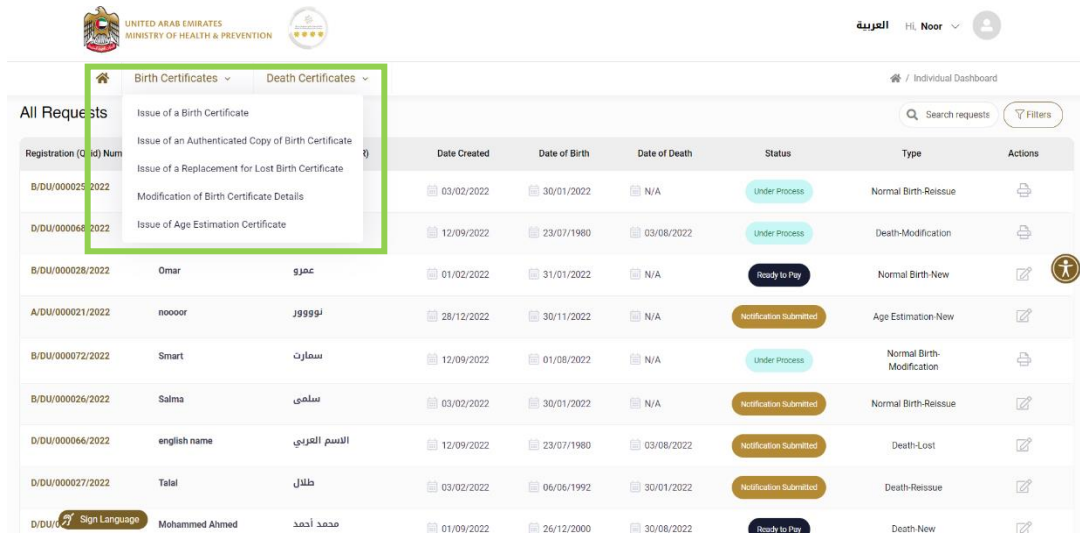 UNITED ARAB EMIRATES
MINISTRY OF HEALTH & PREVENTION
العربية Hi, Noor
Birth Certificates Death Certificates / Individual Dashboard
All Requests Search requests Filters
Issue of a Birth Certificate
Issue of an Authenticated Copy of Birth Certificate
Issue of a Replacement for Lost Birth Certificate
Modification of Birth Certificate Details
Issue of Age Estimation Certificate
Registration Date Created Date of Birth Date of Death Status Type Actions
B/DU/000025/2022 03/02/2022 30/01/2022 N/A Under Process Normal Birth-Reissue
D/DU/000068/2022 12/09/2022 23/07/1980 03/08/2022 Under Process Death-Modification
B/DU/000028/2022 Omar عمرو 01/02/2022 31/01/2022 N/A Ready to Pay Normal Birth-New
A/DU/000021/2022 noooor نوووور 28/12/2022 30/11/2022 N/A Notification Submitted Age Estimation-New
B/DU/000072/2022 Smart سمارت 12/09/2022 01/08/2022 N/A Under Process Normal Birth-
Modification
B/DU/000026/2022 Salma سلمى 03/02/2022 30/01/2022 N/A Notification Submitted Normal Birth-Reissue
D/DU/000066/2022 english name الاسم العربي 12/09/2022 23/07/1980 03/08/2022 Notification Submitted Death-Lost
D/DU/000027/2022 Talal طلال 03/02/2022 06/06/1992 30/01/2022 Notification Submitted Death-Reissue
D/DU/0 Sign Language Mohammed Ahmed محمد أحمد 01/09/2022 26/12/2000 30/08/2022 Ready to Pay Death-New